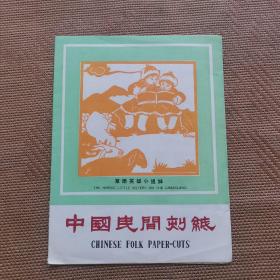 草原英雄小姐妹
THE HEROIC LITTLE SISTERS ON THE GRASSLAND
中國民間刻紙
CHINESE FOLK PAPER-CUTS